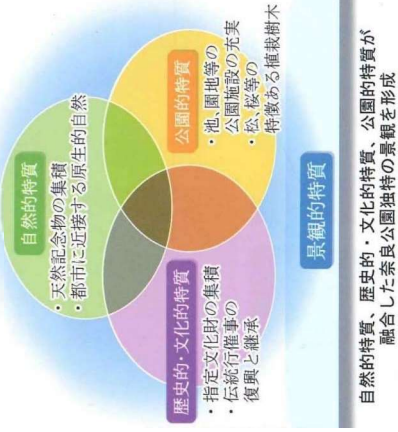 自然的特質
・天然記念物の集積
・都市に近接する原生的自然
歴史的・文化的特質
・指定文化財の集積
・伝統行催事の
復興と継承
公園的特質
・池、園地等の
公園施設の充実
・松、桜等の
特徴ある植栽樹木
景観的特質
自然的特質、歴史的・文化的特質、公園的特質が
融合した奈良公園独特の景観を形成